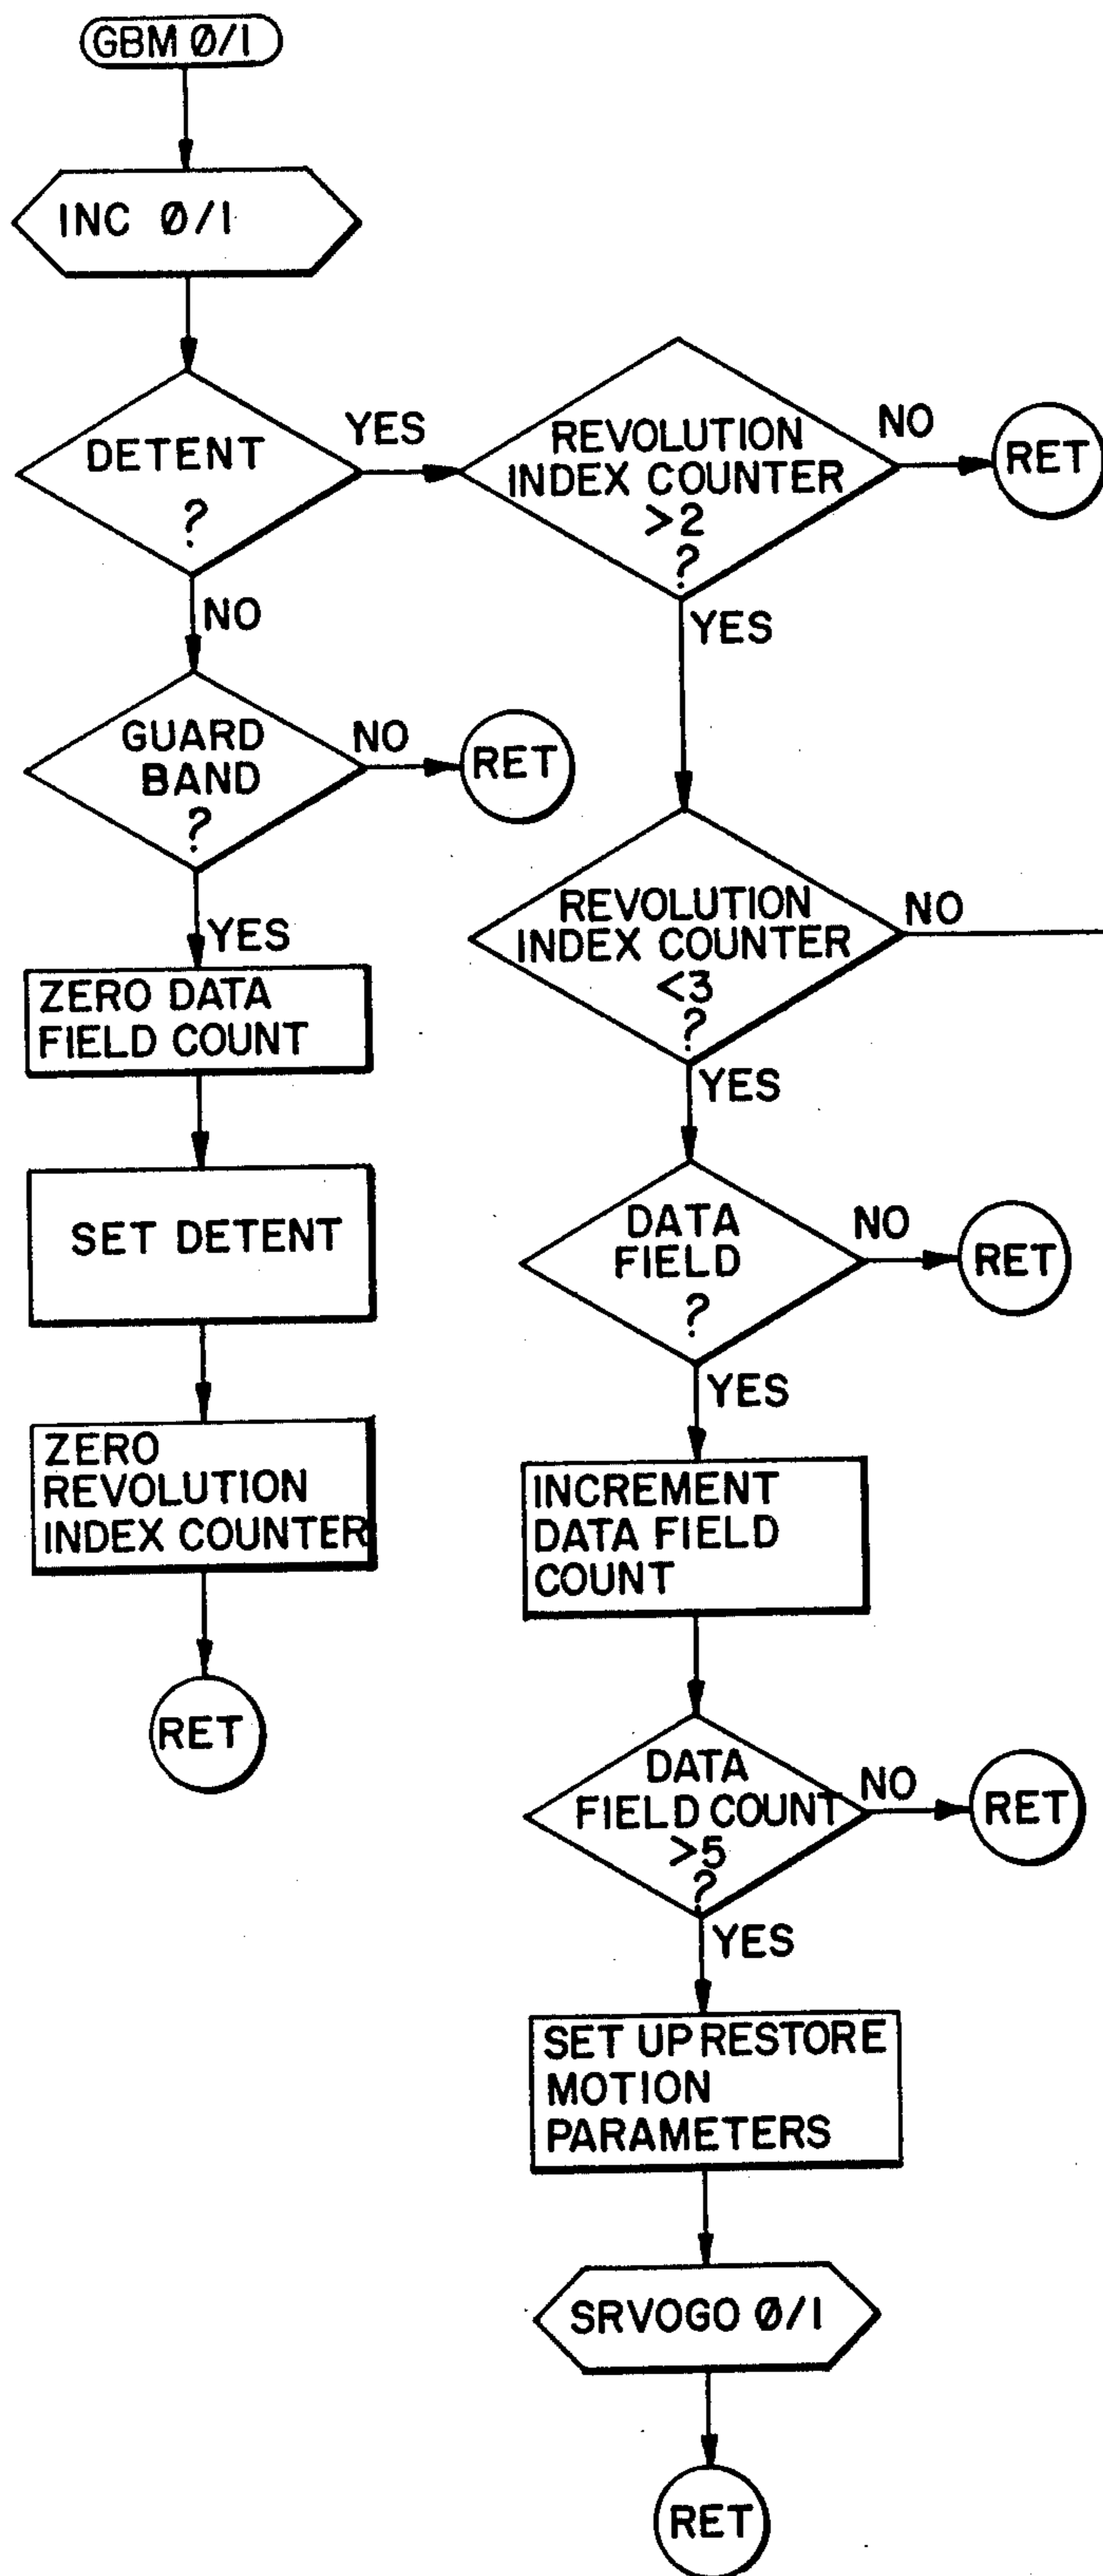 GBM Ø/1
INC Ø/1
DETENT
?
YES
NO
REVOLUTION
INDEX COUNTER
>2
?
NO
RET
YES
GUARD
BAND
?
NO
RET
YES
ZERO DATA
FIELD COUNT
SET DETENT
ZERO
REVOLUTION
INDEX COUNTER
RET
REVOLUTION
INDEX COUNTER
<3
?
NO
YES
DATA
FIELD
?
NO
RET
YES
INCREMENT
DATA FIELD
COUNT
DATA
FIELD COUNT
>5
?
NO
RET
YES
SET UP RESTORE
MOTION
PARAMETERS
SRVOGO Ø/1
RET